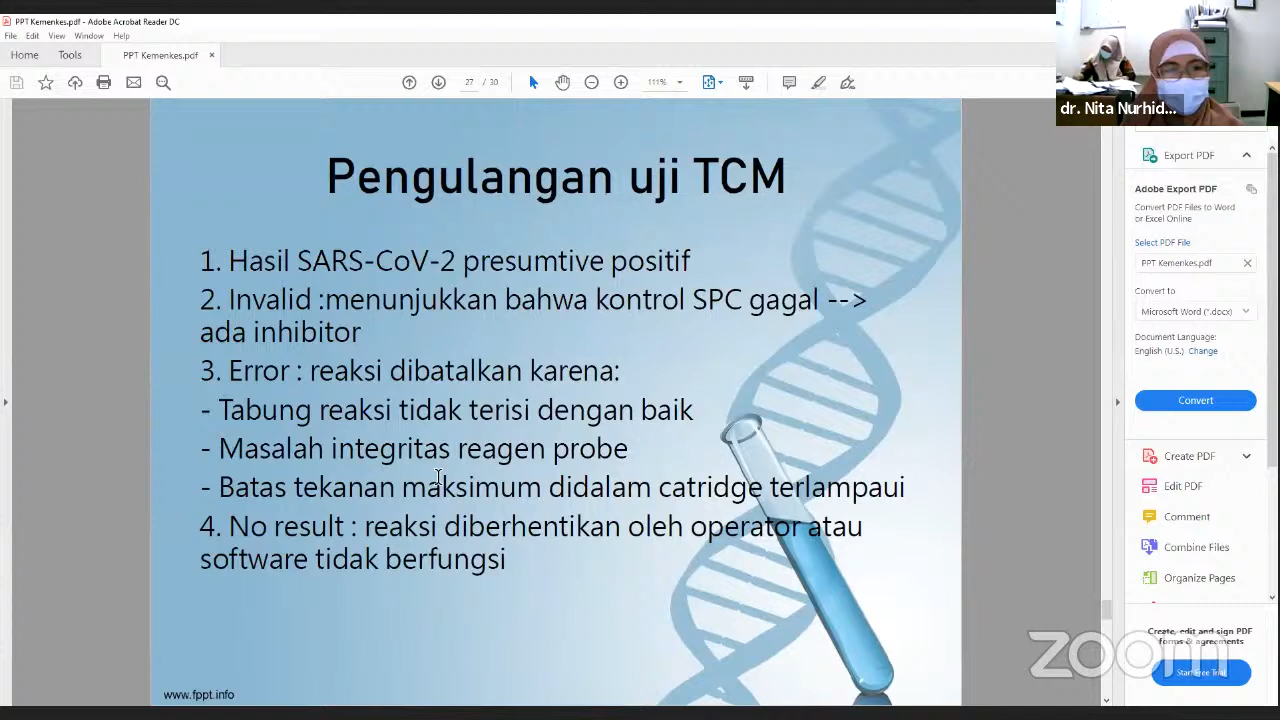 PPT Kemenkes.pdf - Adobe Acrobat Reader DC
File Edit View Window Help
Home Tools PPT Kemenkes.pdf ×
27 / 30 111%
dr. Nita Nurhid...
Pengulangan uji TCM
1. Hasil SARS-CoV-2 presumtive positif
2. Invalid :menunjukkan bahwa kontrol SPC gagal -->
ada inhibitor
3. Error : reaksi dibatalkan karena:
- Tabung reaksi tidak terisi dengan baik
- Masalah integritas reagen probe
- Batas tekanan maksimum didalam catridge terlampaui
4. No result : reaksi diberhentikan oleh operator atau
software tidak berfungsi
www.fppt.info
Export PDF
Adobe Export PDF
Convert PDF Files to Word
or Excel Online
Select PDF File
PPT Kemenkes.pdf
Convert to
Microsoft Word (*.docx)
Document Language:
English (U.S.) Change
Convert
Create PDF
Edit PDF
Comment
Combine Files
Organize Pages
Create, edit and sign PDF
forms & agreements
Start Free Trial
zoom